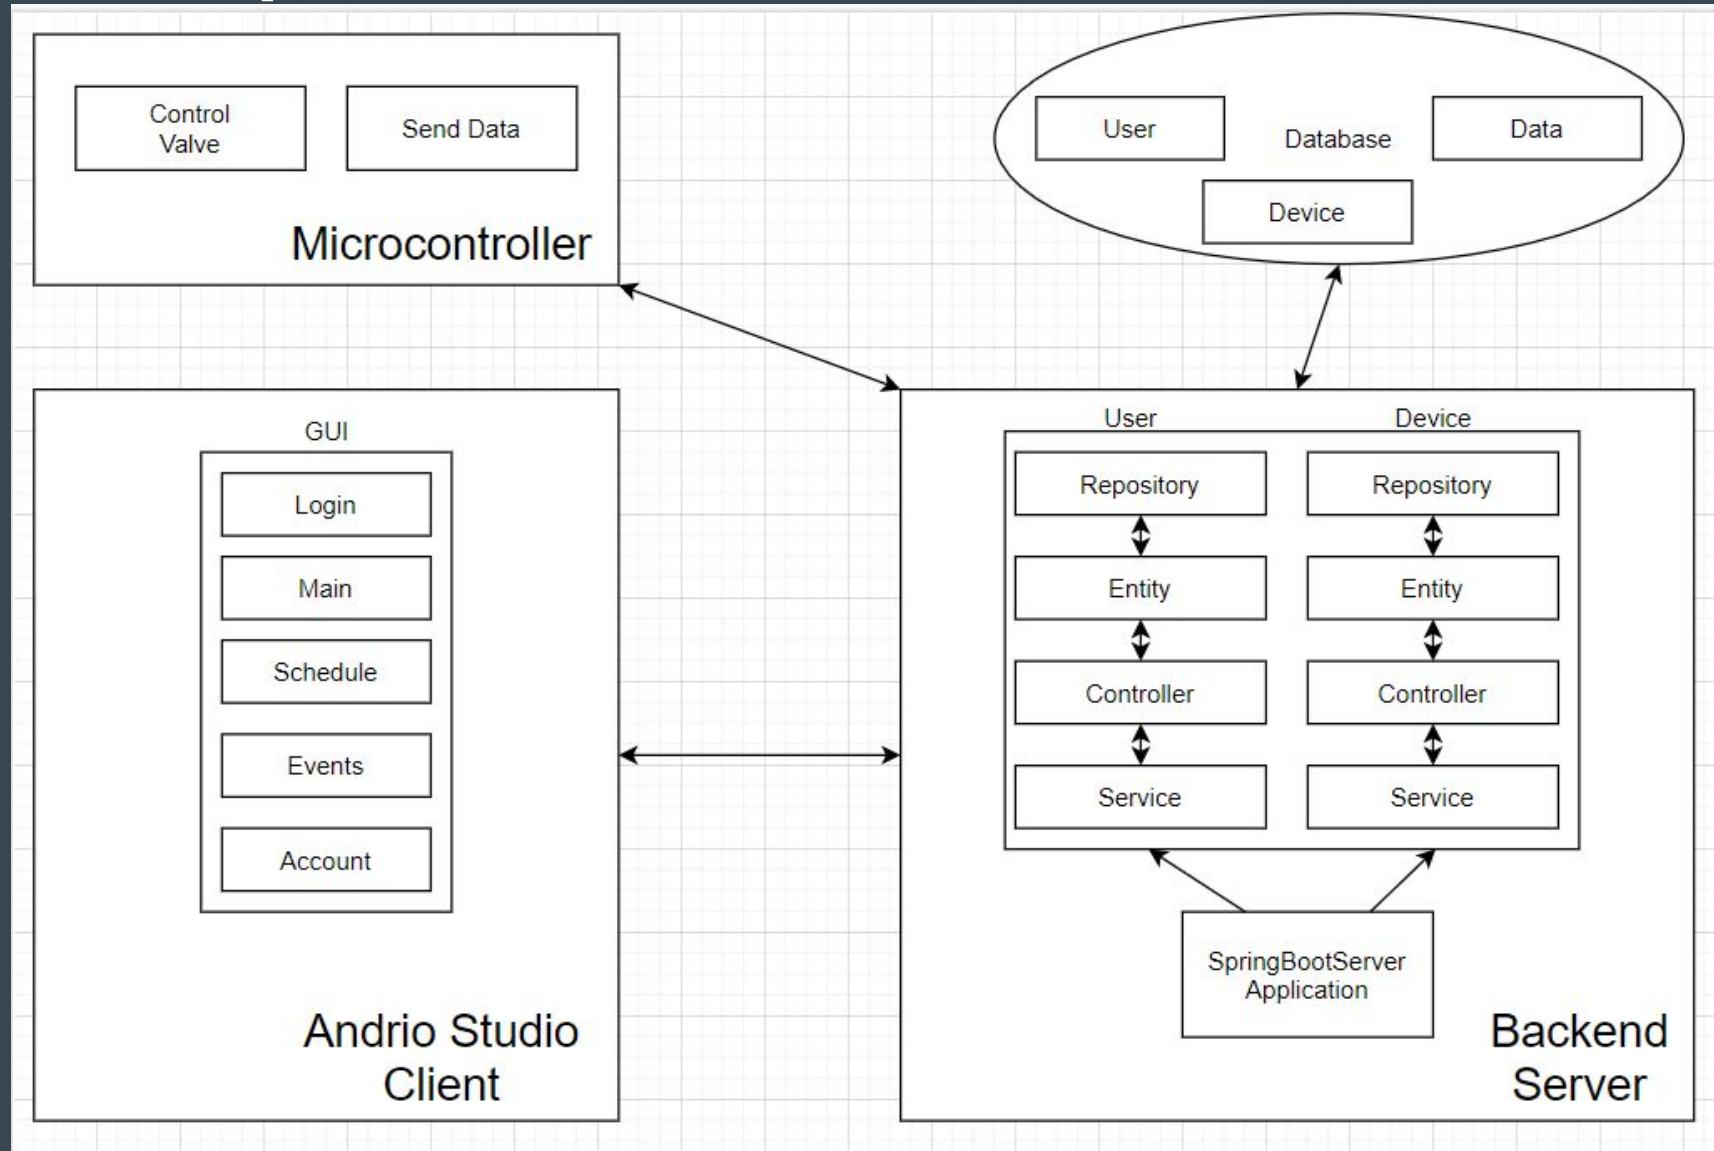 Control
Valve
Send Data
Microcontroller
User
Database
Data
Device
GUI
Login
Main
Schedule
Events
Account
Andrio Studio
Client
User
Device
Repository
Repository
Entity
Entity
Controller
Controller
Service
Service
SpringBootServer
Application
Backend
Server